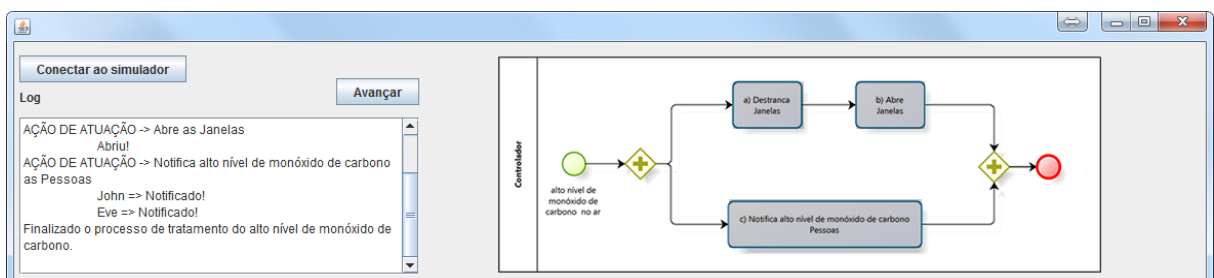 Conectar ao simulador
Log
Avançar
AÇÃO DE ATUAÇÃO -> Abre as Janelas
Abriu!
AÇÃO DE ATUAÇÃO -> Notifica alto nível de monóxido de carbono
as Pessoas
John => Notificado!
Eve => Notificado!
Finalizado o processo de tratamento do alto nível de monóxido de
carbono.
Controlador
alto nível de
monóxido de
carbono no ar
a) Destranca
Janelas
b) Abre
Janelas
c) Notifica alto nível de monóxido de carbono
Pessoas